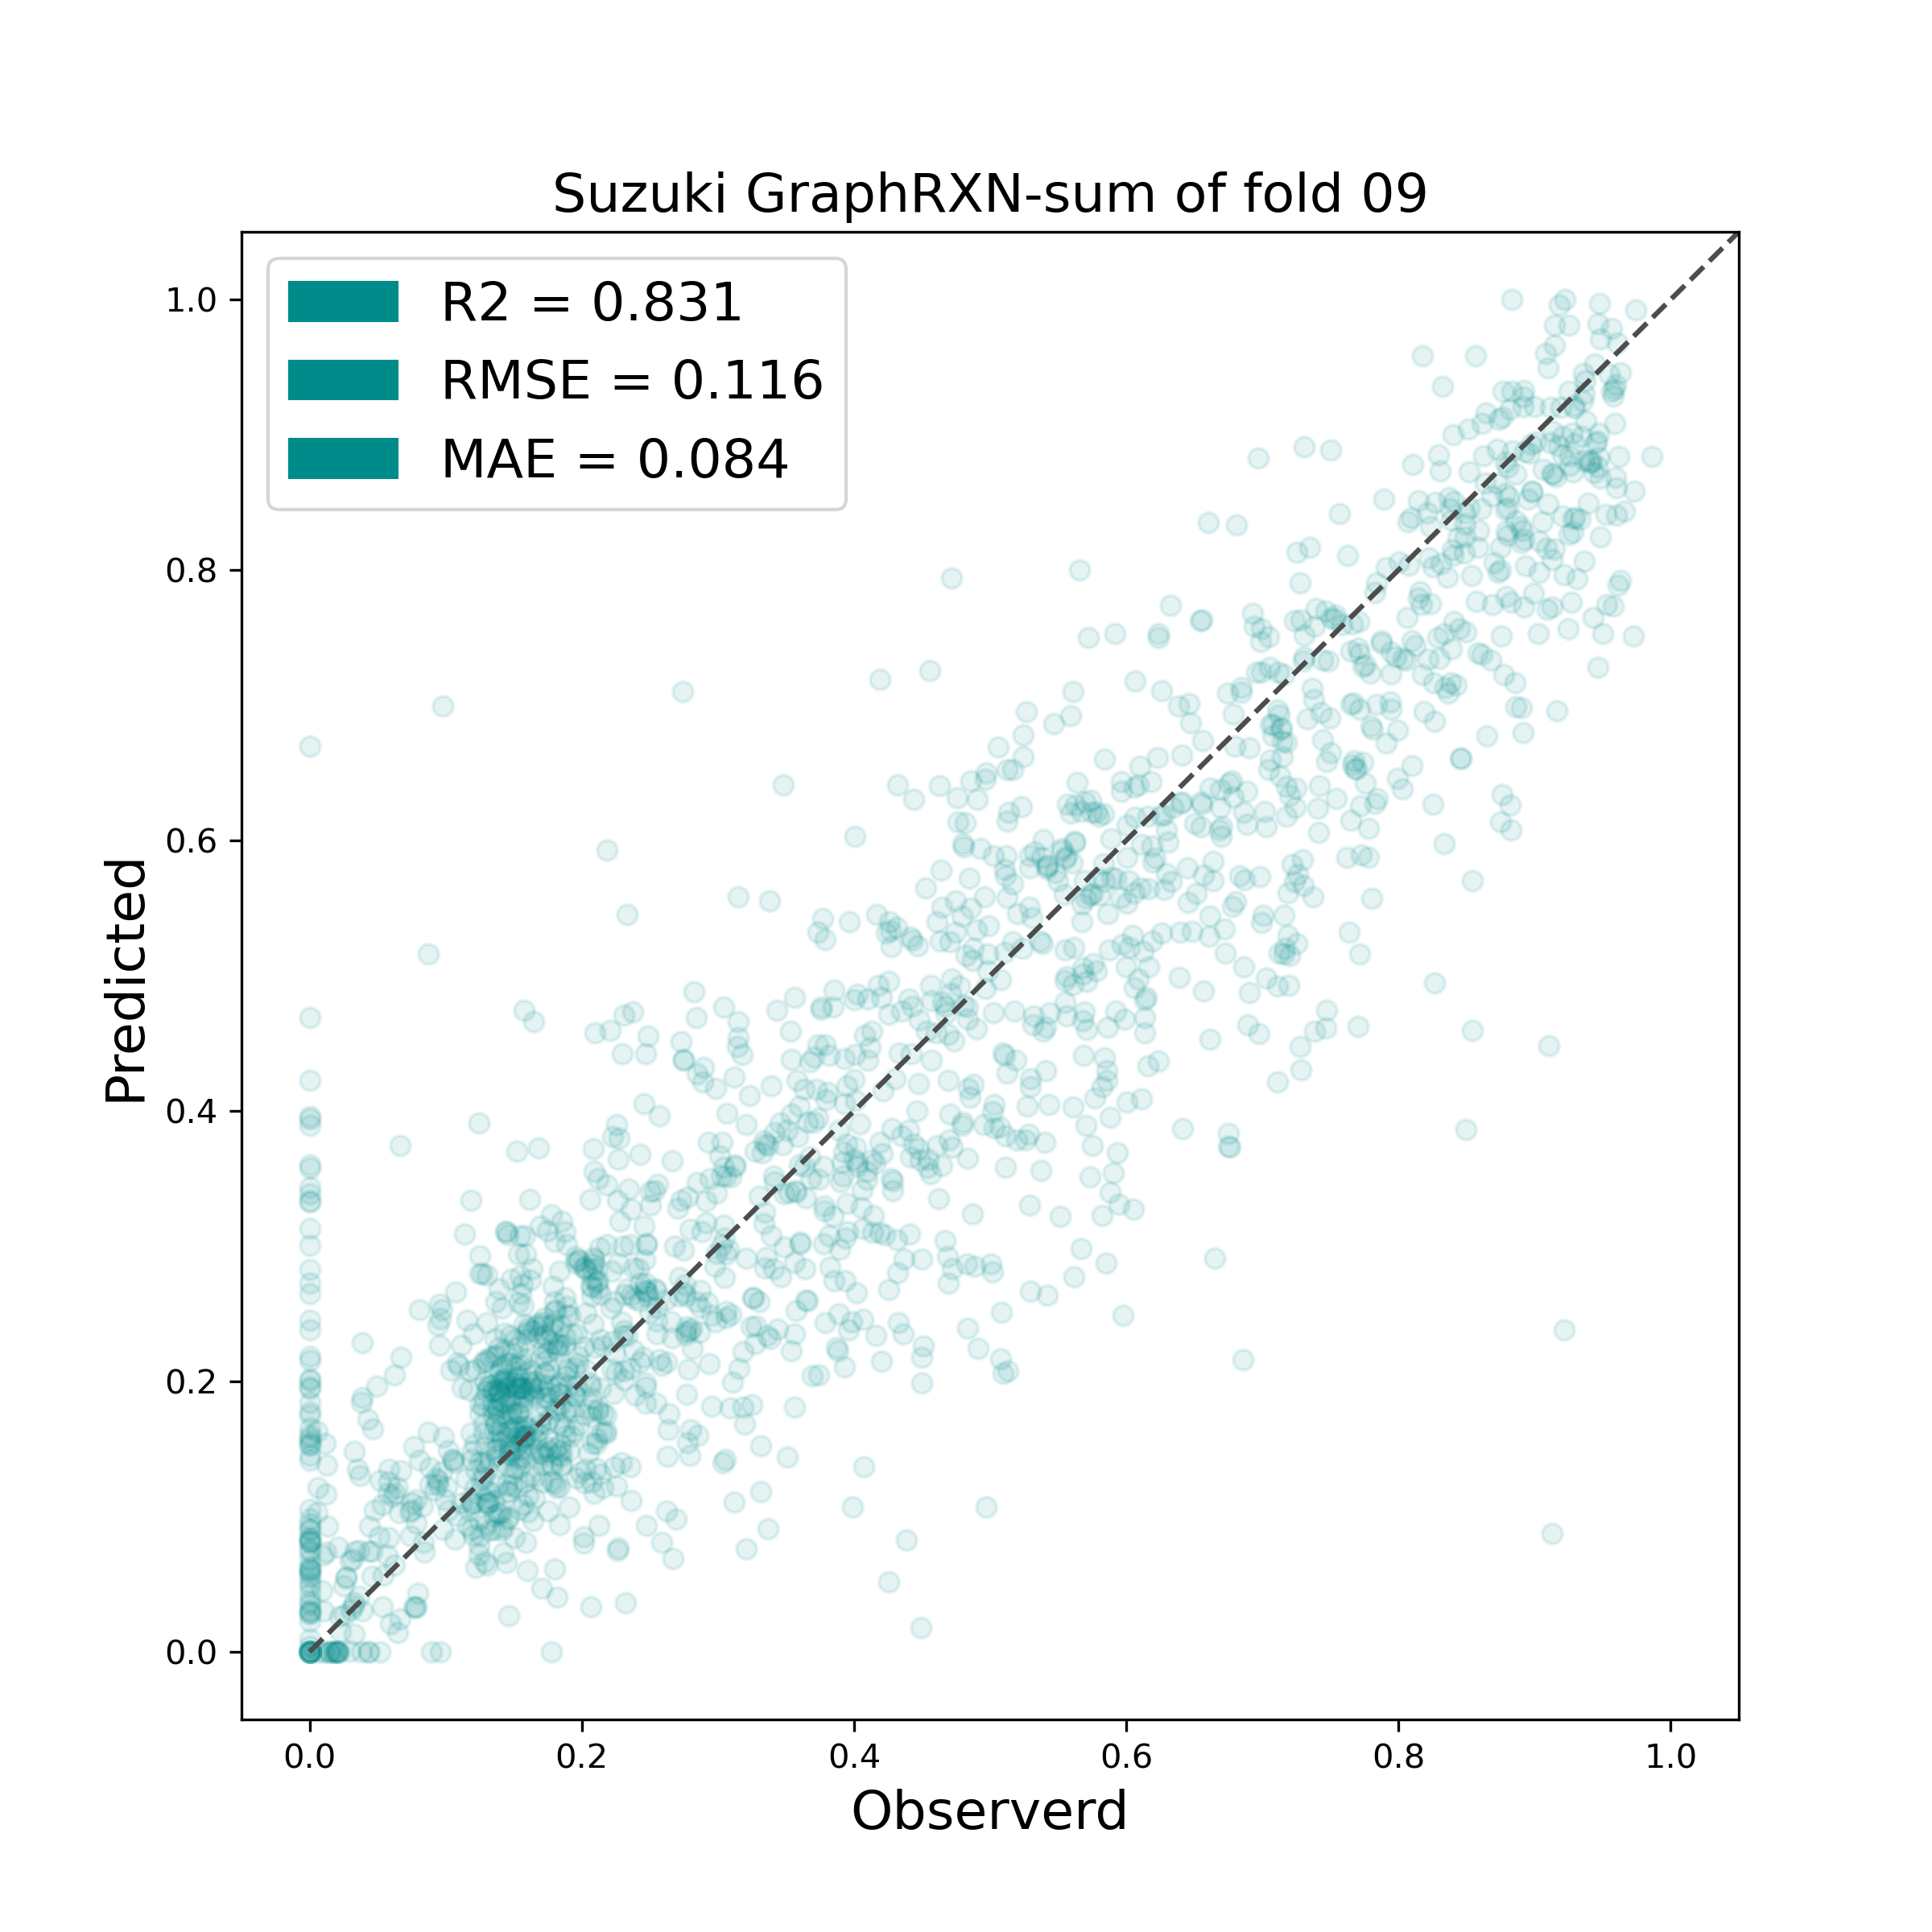 Suzuki GraphRXN-sum of fold 09
R2 = 0.831
RMSE = 0.116
MAE = 0.084
1.0
0.8
0.6
0.4
0.2
0.0
Predicted
0.0 0.2 0.4 0.6 0.8 1.0
Observerd